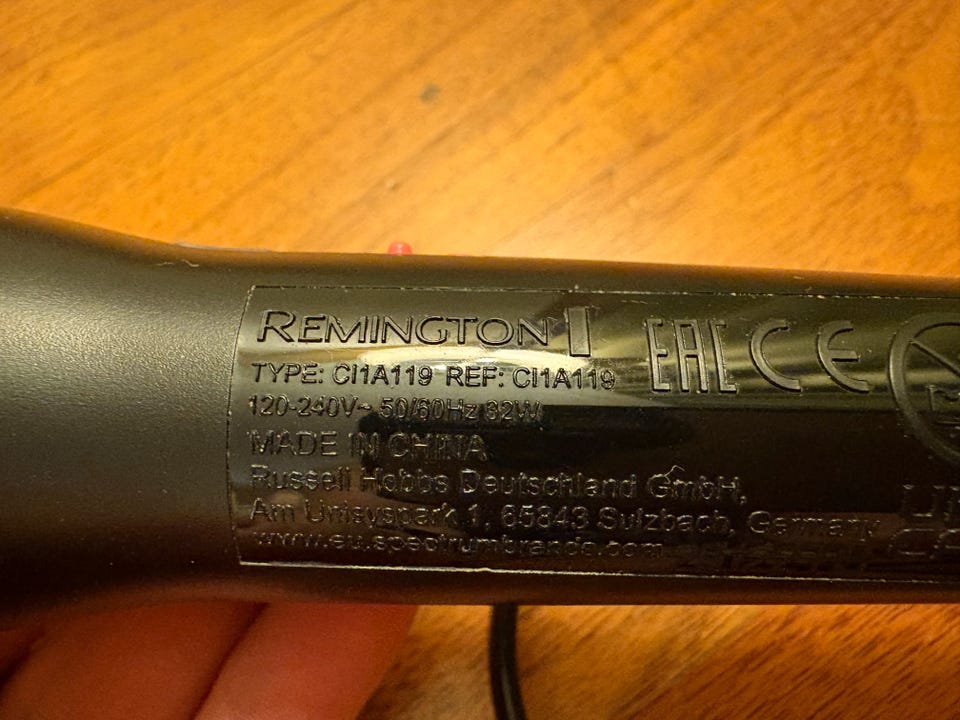 REMINGTON
TYPE: CI1A119 REF: CI1A119
120-240V~ 50/60Hz 32W
MADE IN CHINA
Russell Hobbs Deutschland GmbH,
Am Unisyspark 1, 65843 Sulzbach, Germany.
www.eu.spectrumbrands.com
EAC CE